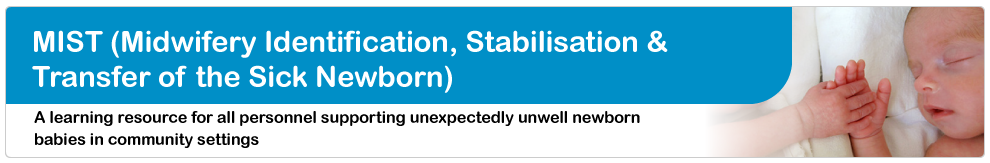 MIST (Midwifery Identification, Stabilisation &
Transfer of the Sick Newborn)
A learning resource for all personnel supporting unexpectedly unwell newborn
babies in community settings